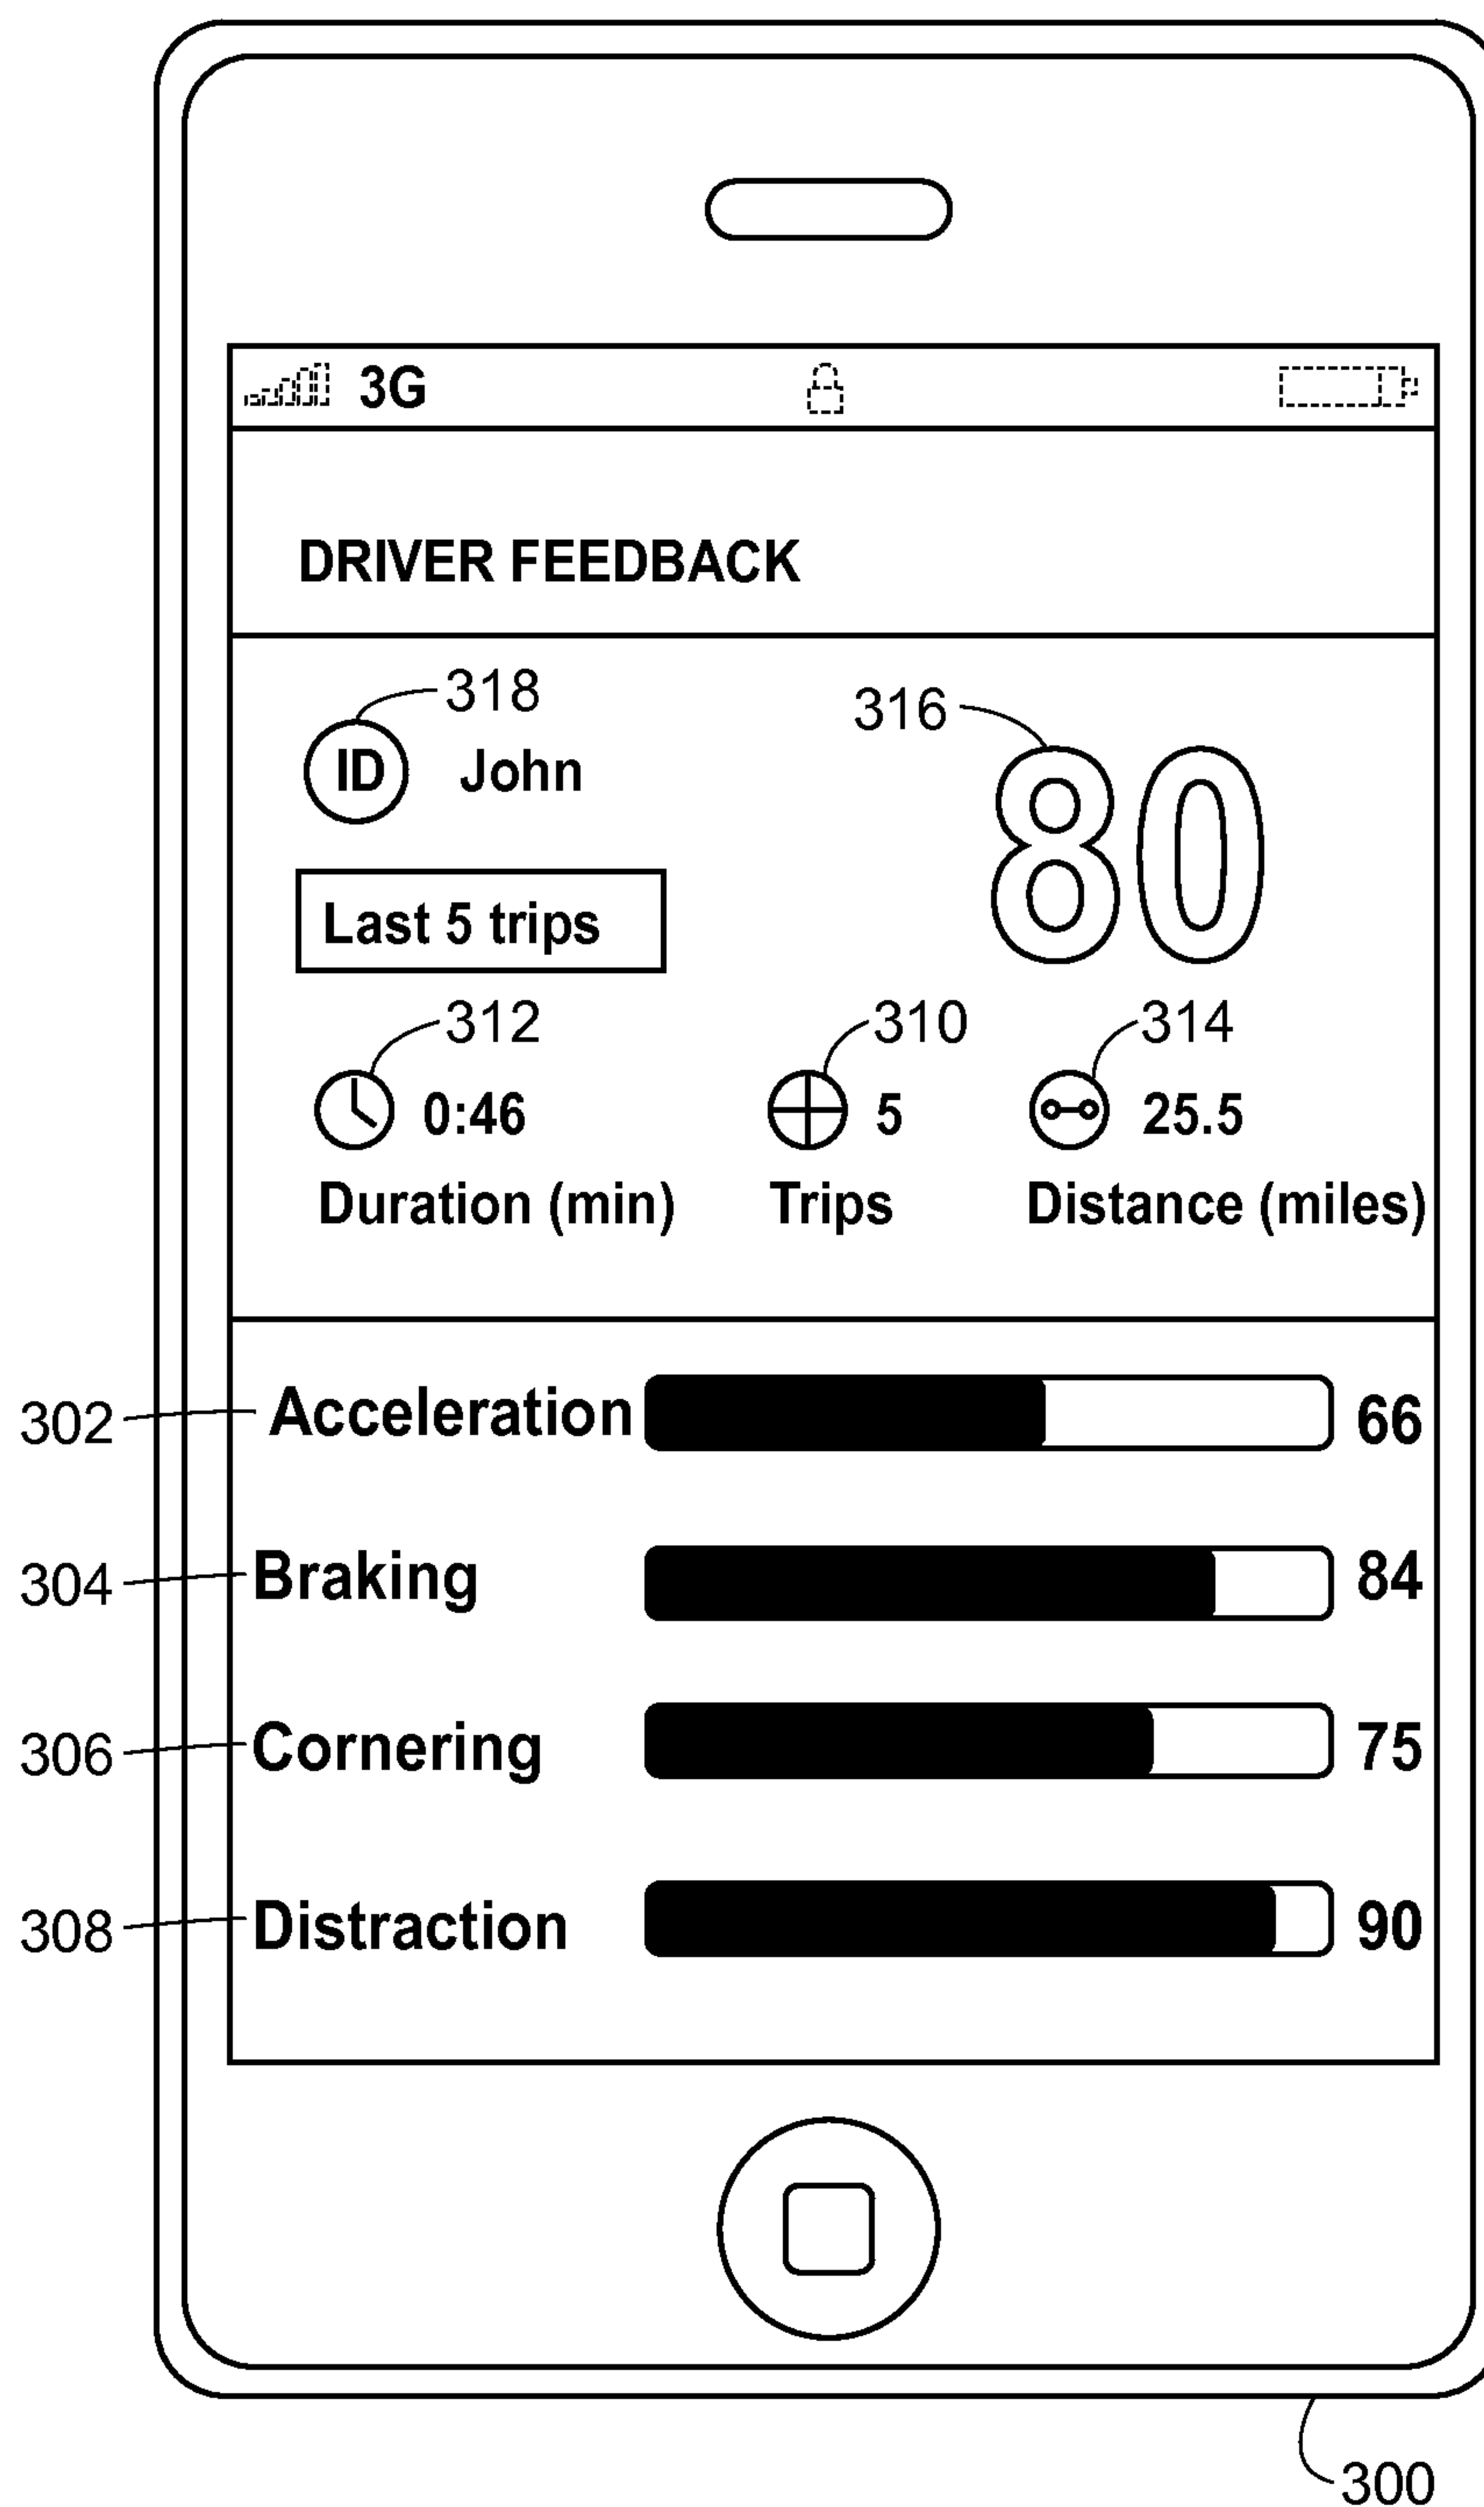 3G
DRIVER FEEDBACK
318
316
ID John
80
Last 5 trips
312 310 314
0:46 5 25.5
Duration (min) Trips Distance (miles)
302 Acceleration 66
304 Braking 84
306 Cornering 75
308 Distraction 90
300